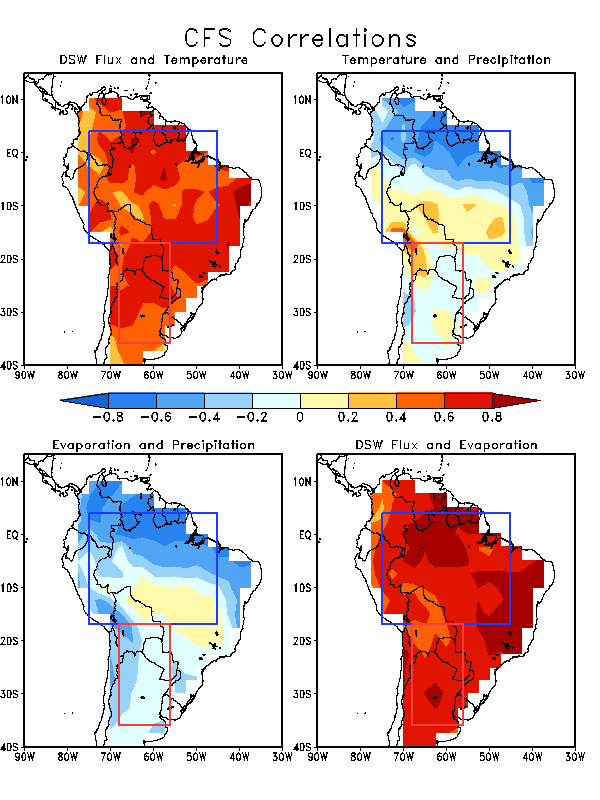 CFS Correlations
DSW Flux and Temperature
Temperature and Precipitation
10N
EQ
10S
20S
30S
40S
90W 80W 70W 60W 50W 40W 30W
10N
EQ
10S
20S
30S
40S
90W 80W 70W 60W 50W 40W 30W
−0.8 −0.6 −0.4 −0.2 0 0.2 0.4 0.6 0.8
Evaporation and Precipitation
DSW Flux and Evaporation
10N
EQ
10S
20S
30S
40S
90W 80W 70W 60W 50W 40W 30W
10N
EQ
10S
20S
30S
40S
90W 80W 70W 60W 50W 40W 30W